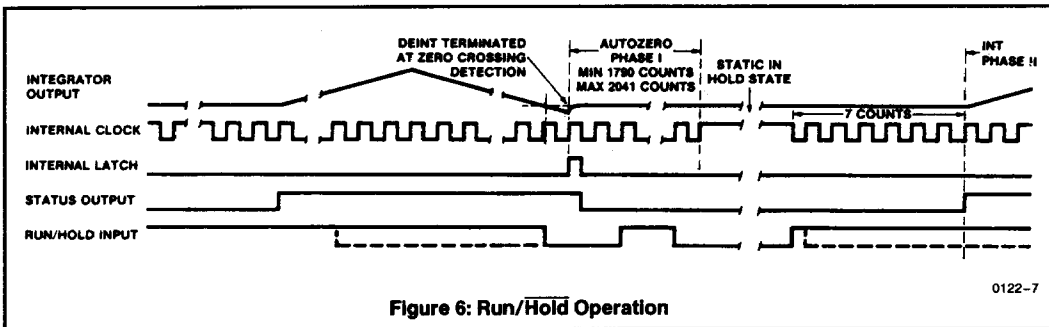 DEINT TERMINATED
AT ZERO CROSSING
DETECTION
AUTOZERO
PHASE I
MIN 1790 COUNTS
MAX 2041 COUNTS
STATIC IN
HOLD STATE
INT
PHASE II
INTEGRATOR
OUTPUT
INTERNAL CLOCK
7 COUNTS
INTERNAL LATCH
STATUS OUTPUT
RUN/HOLD INPUT
0122-7
Figure 6: Run/Hold Operation